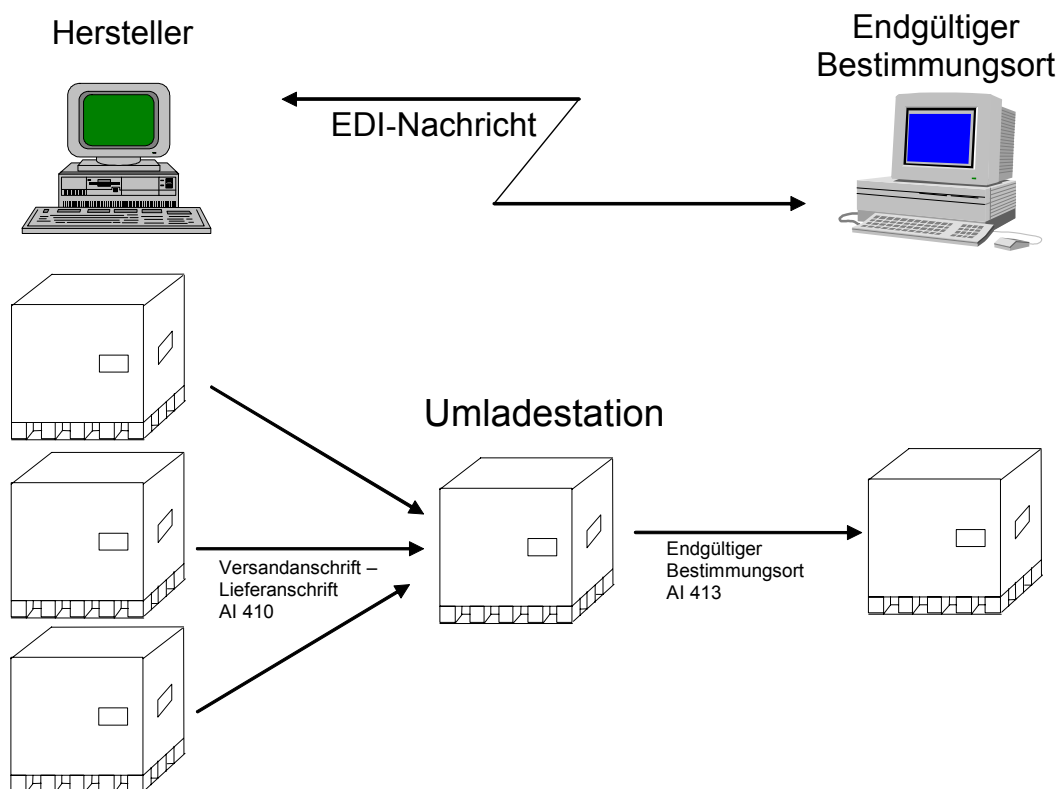 Hersteller
Endgültiger
Bestimmungsort
EDI-Nachricht
Umladestation
Versandanschrift –
Lieferanschrift
AI 410
Endgültiger
Bestimmungsort
AI 413